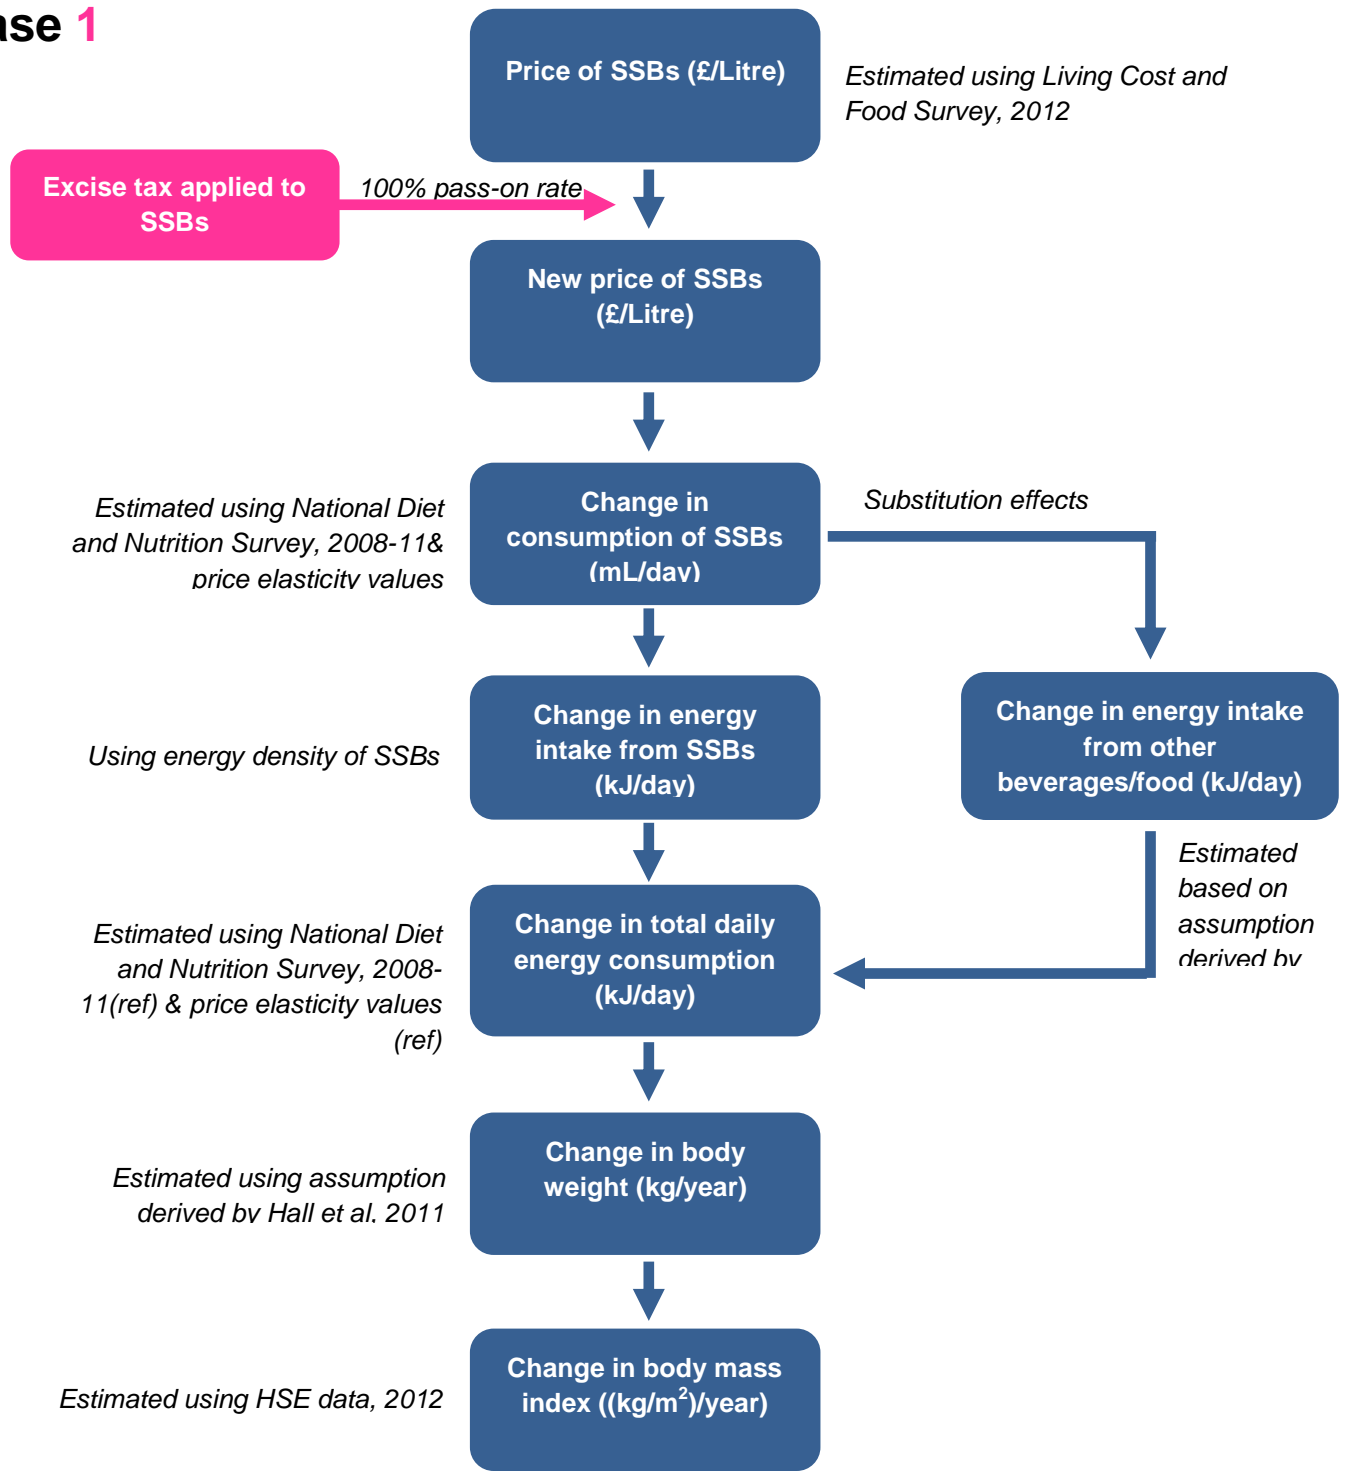 ase 1
Price of SSBs (£/Litre)
Estimated using Living Cost and
Food Survey, 2012
Excise tax applied to
SSBs
100% pass-on rate
New price of SSBs
(£/Litre)
Estimated using National Diet
and Nutrition Survey, 2008-11&
price elasticity values
Change in
consumption of SSBs
(mL/day)
Substitution effects
Using energy density of SSBs
Change in energy
intake from SSBs
(kJ/day)
Change in energy intake
from other
beverages/food (kJ/day)
Estimated
based on
assumption
derived by
Estimated using National Diet
and Nutrition Survey, 2008-
11(ref) & price elasticity values
(ref)
Change in total daily
energy consumption
(kJ/day)
Estimated using assumption
derived by Hall et al, 2011
Change in body
weight (kg/year)
Estimated using HSE data, 2012
Change in body mass
index ((kg/m²)/year)